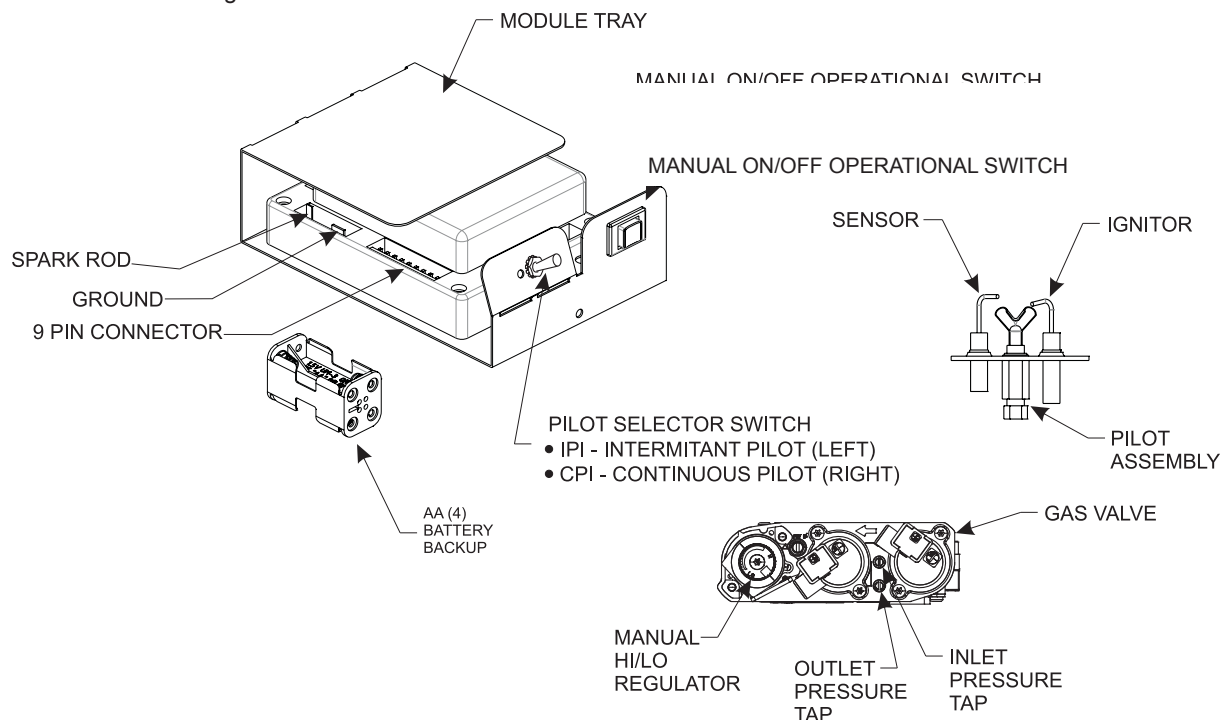 MODULE TRAY
MANUAL ON/OFF OPERATIONAL SWITCH
MANUAL ON/OFF OPERATIONAL SWITCH
SENSOR
IGNITOR
SPARK ROD
GROUND
9 PIN CONNECTOR
PILOT SELECTOR SWITCH
• IPI - INTERMITANT PILOT (LEFT)
• CPI - CONTINUOUS PILOT (RIGHT)
PILOT
ASSEMBLY
AA (4)
BATTERY
BACKUP
GAS VALVE
MANUAL
HI/LO
REGULATOR
OUTLET
PRESSURE
TAP
INLET
PRESSURE
TAP